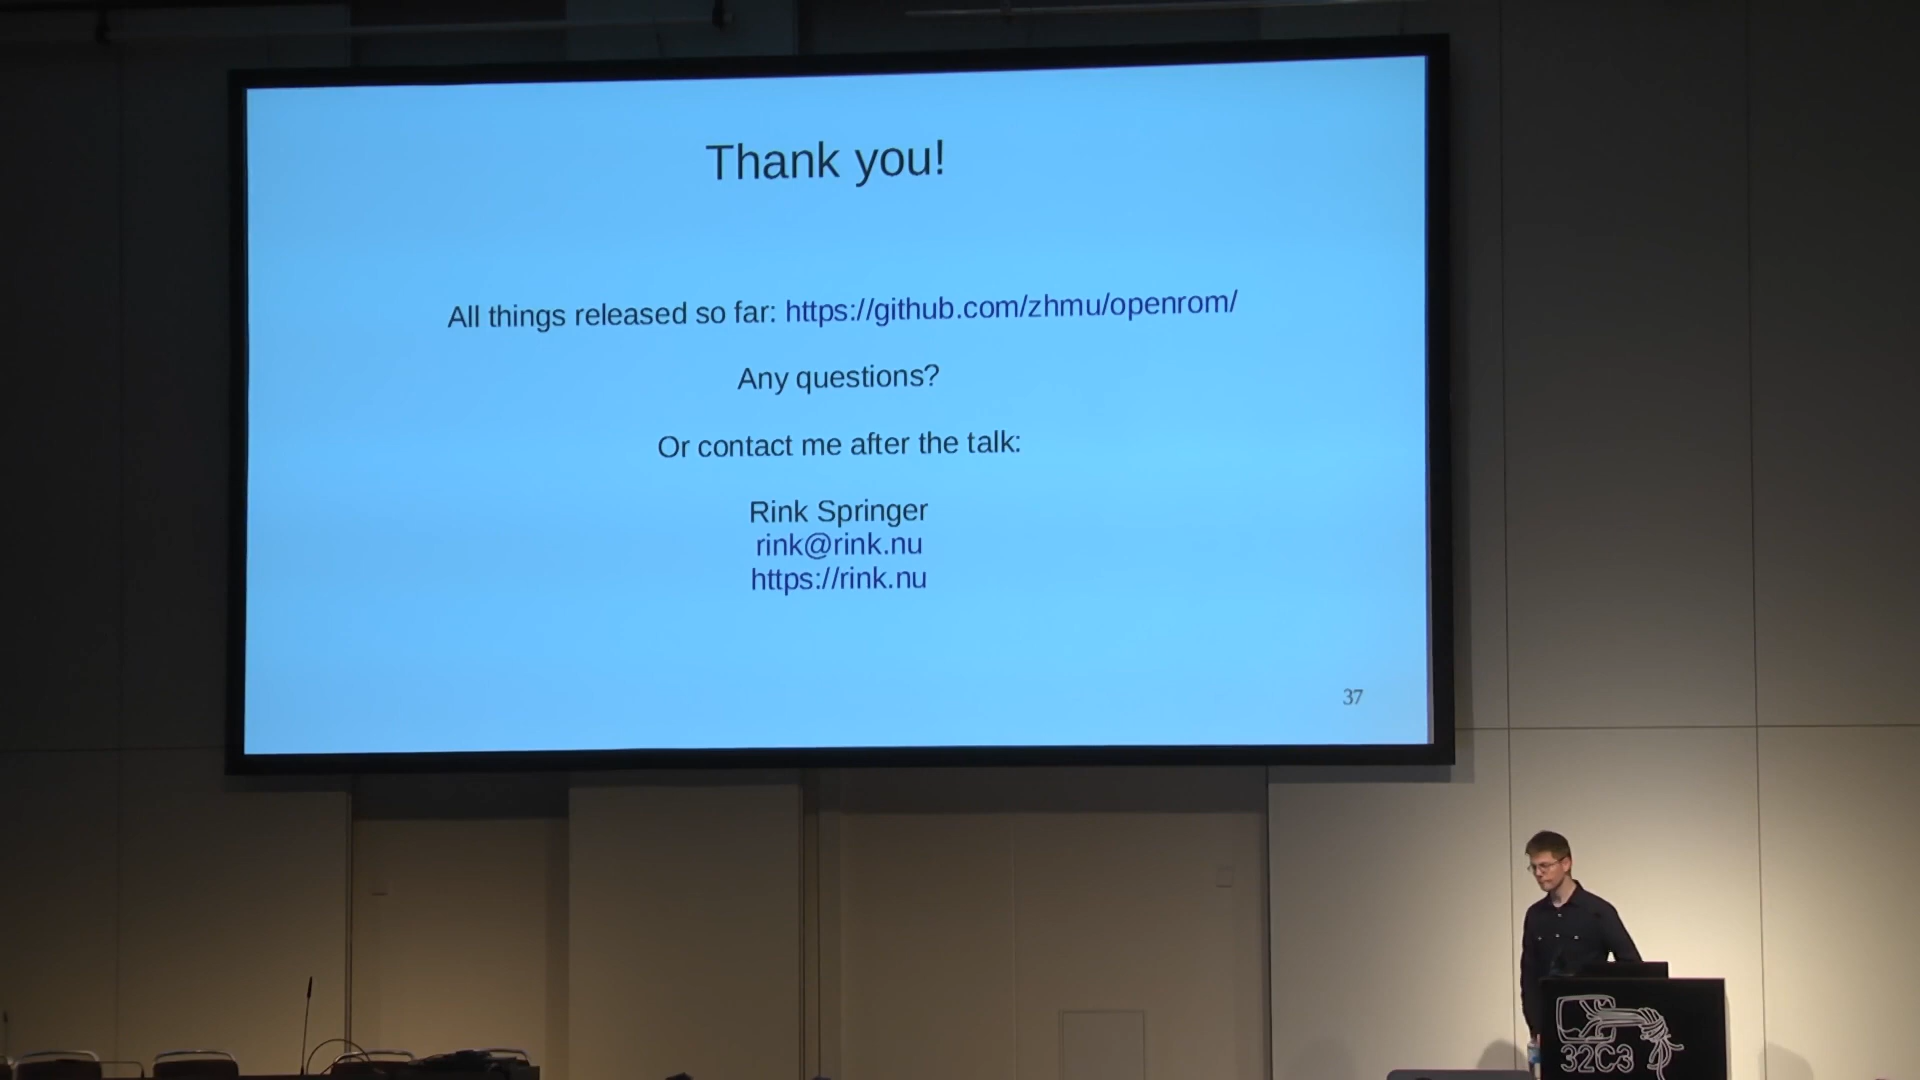 Thank you!
All things released so far: https://github.com/zhmu/openrom/
Any questions?
Or contact me after the talk:
Rink Springer
rink@rink.nu
https://rink.nu
37
32C3